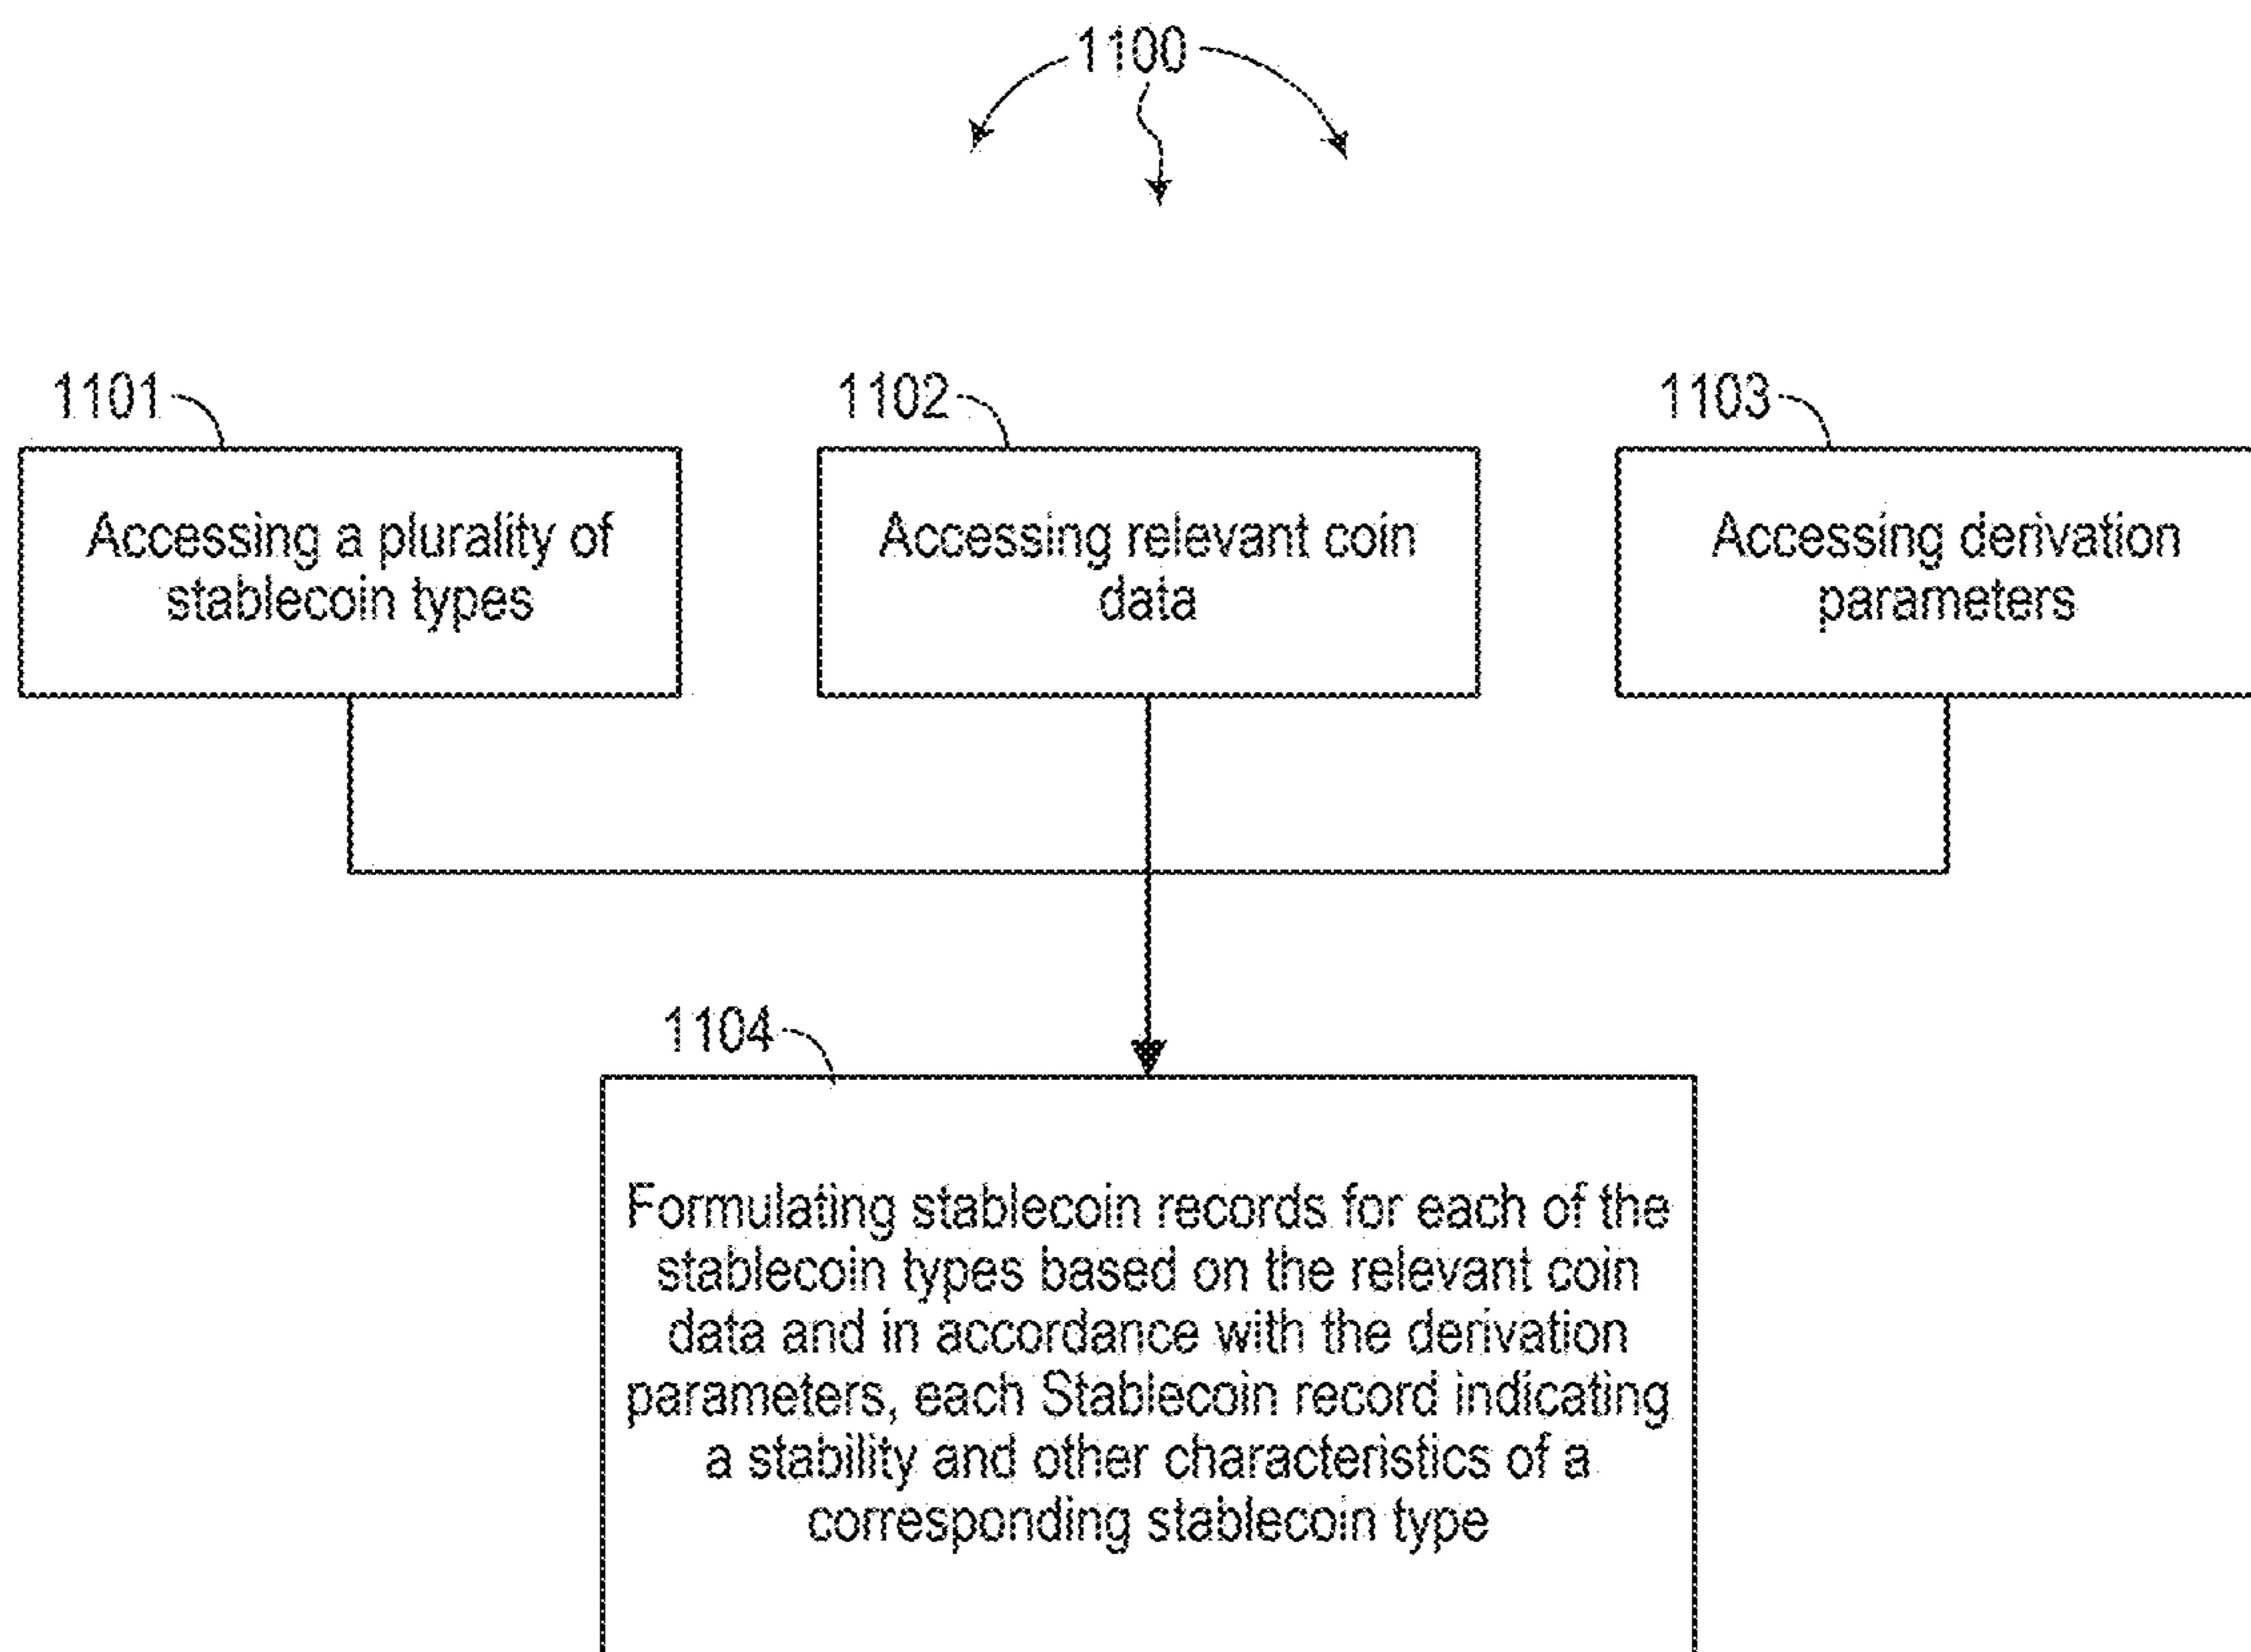 1100
1101
1102
1103
Accessing a plurality of
stablecoin types
Accessing relevant coin
data
Accessing derivation
parameters
1104
Formulating stablecoin records for each of the
stablecoin types based on the relevant coin
data and in accordance with the derivation
parameters, each Stablecoin record indicating
a stability and other characteristics of a
corresponding stablecoin type